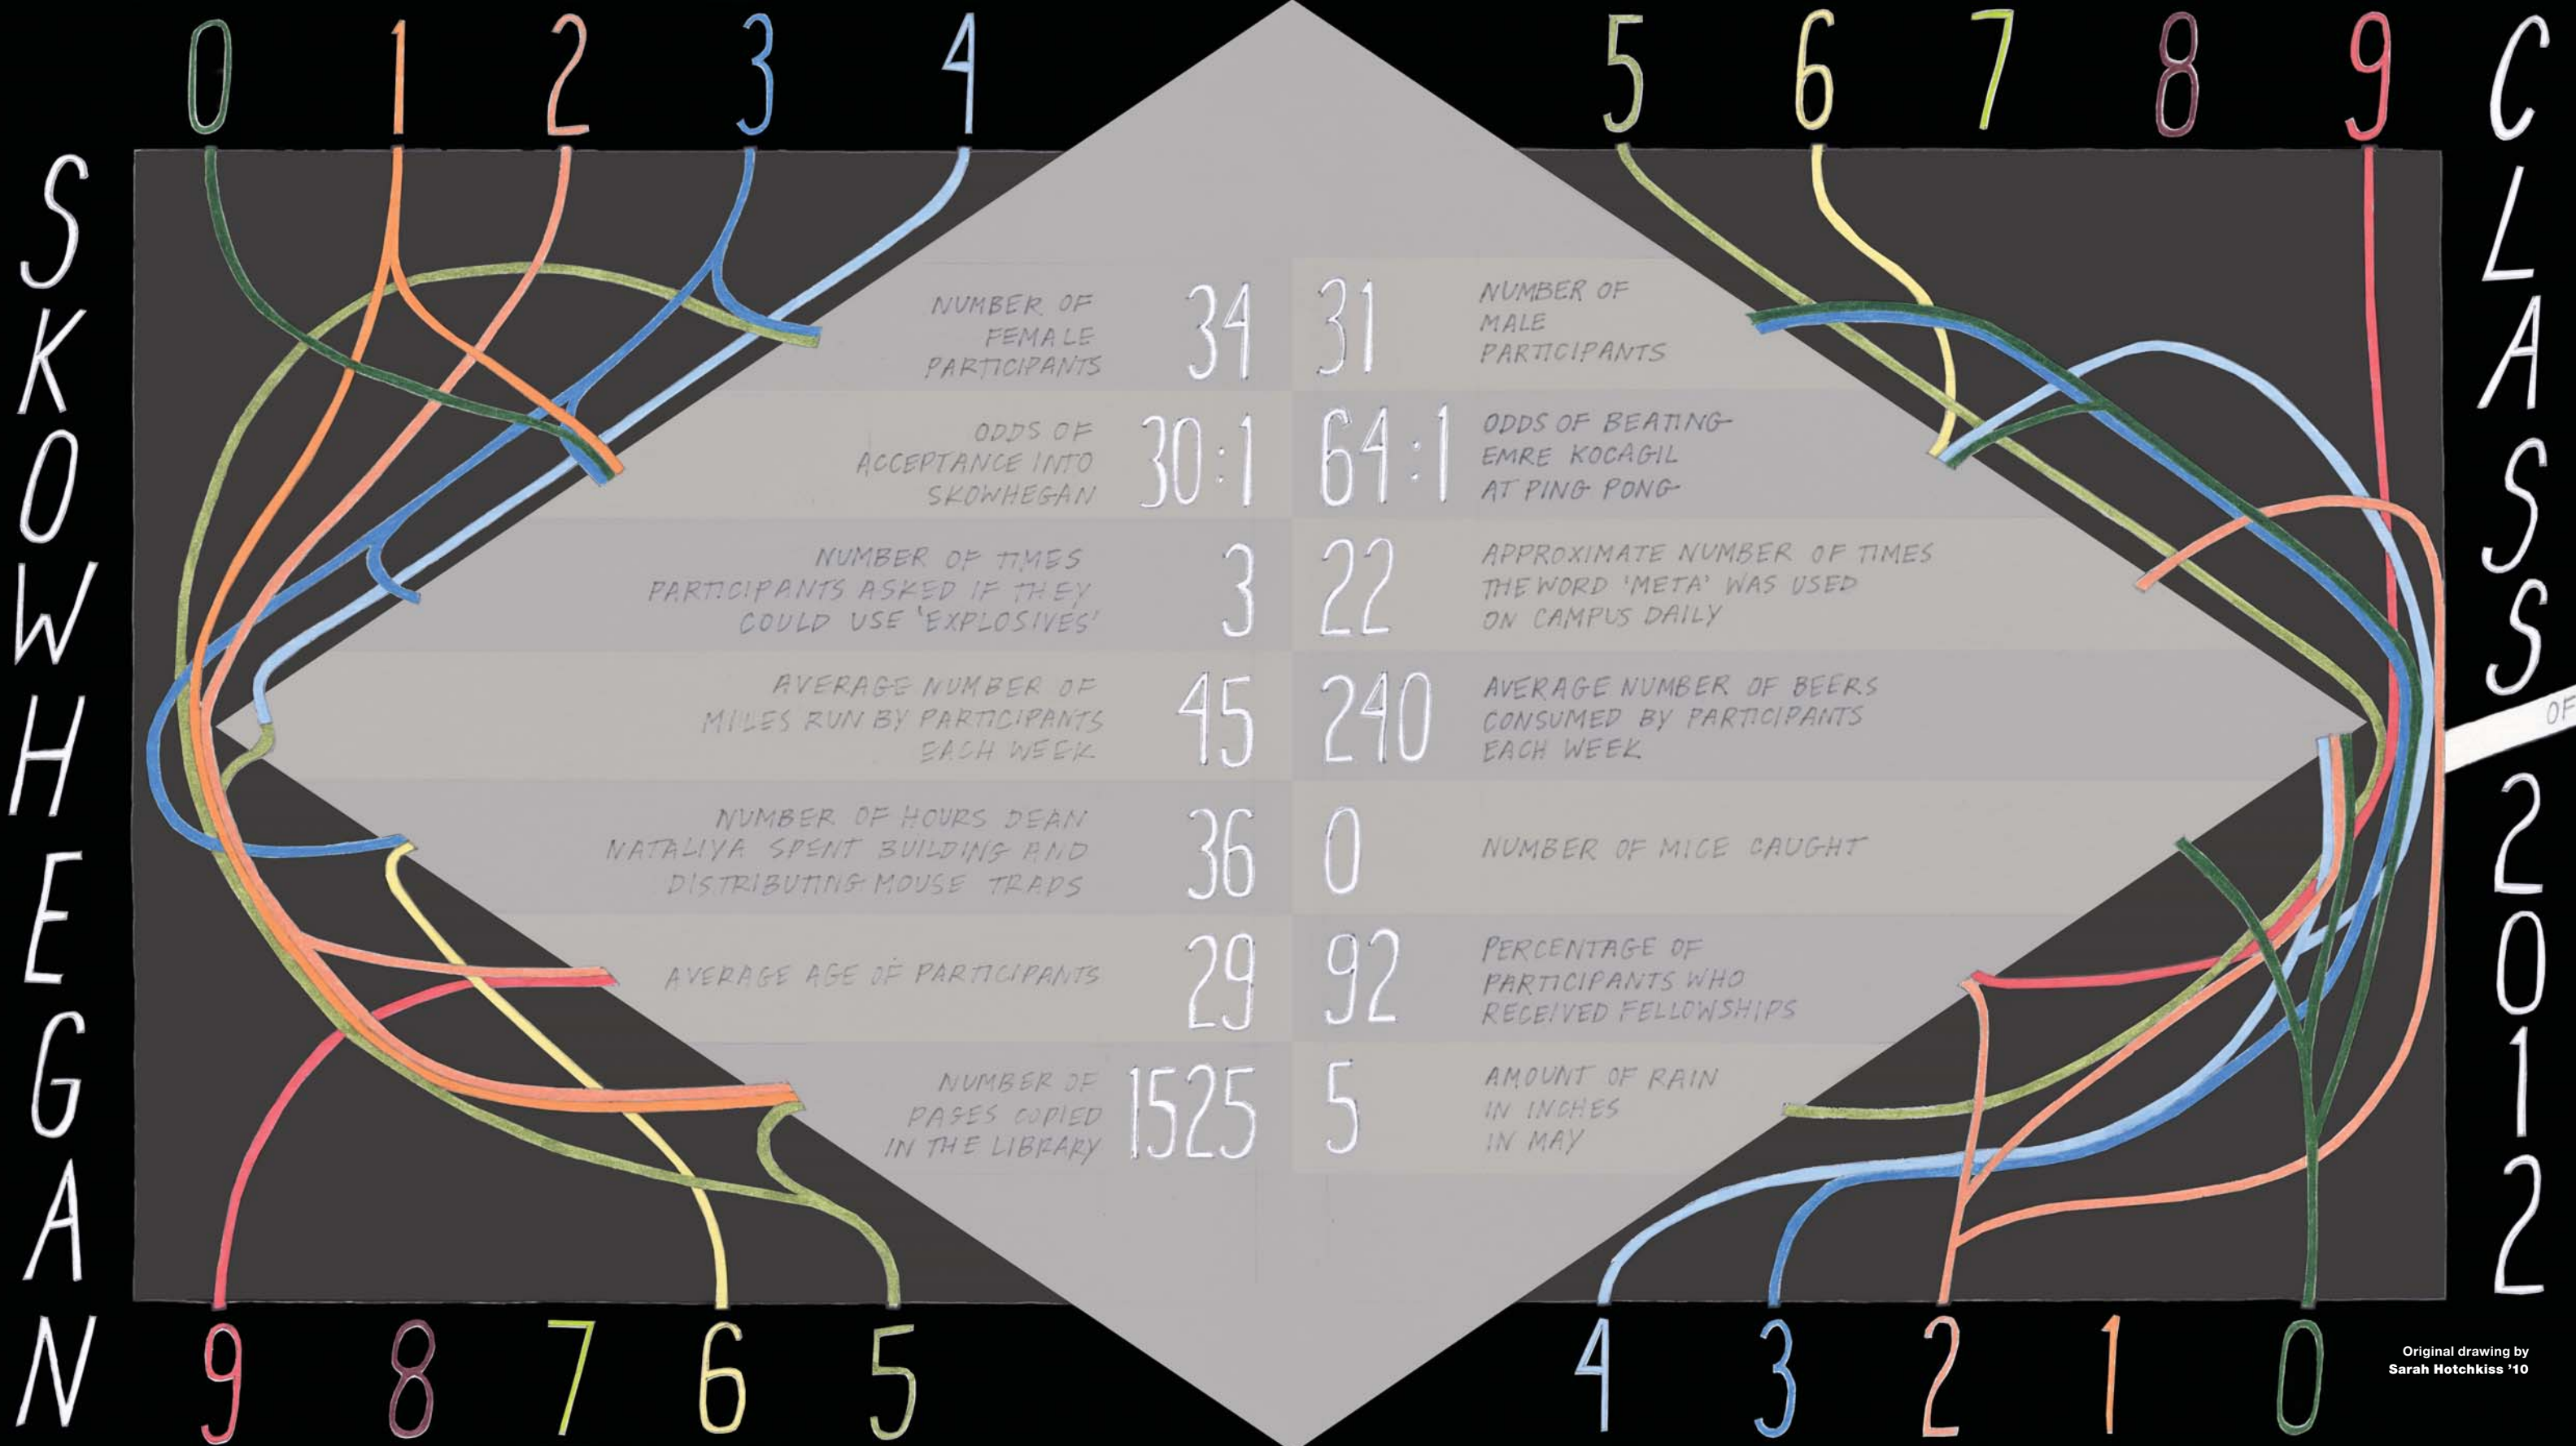 0 1 2 3 4 5 6 7 8 9
SKOWHEGAN
NUMBER OF
FEMALE
PARTICIPANTS
34
31
NUMBER OF
MALE
PARTICIPANTS
ODDS OF
ACCEPTANCE INTO
SKOWHEGAN
30:1
64:1
ODDS OF BEATING
EMRE KOCAGIL
AT PING PONG
NUMBER OF TIMES
PARTICIPANTS ASKED IF THEY
COULD USE 'EXPLOSIVES'
3
22
APPROXIMATE NUMBER OF TIMES
THE WORD 'META' WAS USED
ON CAMPUS DAILY
AVERAGE NUMBER OF
MILES RUN BY PARTICIPANTS
EACH WEEK
45
240
AVERAGE NUMBER OF BEERS
CONSUMED BY PARTICIPANTS
EACH WEEK
NUMBER OF HOURS DEAN
NATALIYA SPENT BUILDING AND
DISTRIBUTING MOUSE TRAPS
36
0
NUMBER OF MICE CAUGHT
AVERAGE AGE OF PARTICIPANTS
29
92
PERCENTAGE OF
PARTICIPANTS WHO
RECEIVED FELLOWSHIPS
NUMBER OF
PAGES COPIED
IN THE LIBRARY
1525
5
AMOUNT OF RAIN
IN INCHES
IN MAY
CLASS
OF
2012
9 8 7 6 5 4 3 2 1 0
Original drawing by
Sarah Hotchkiss '10